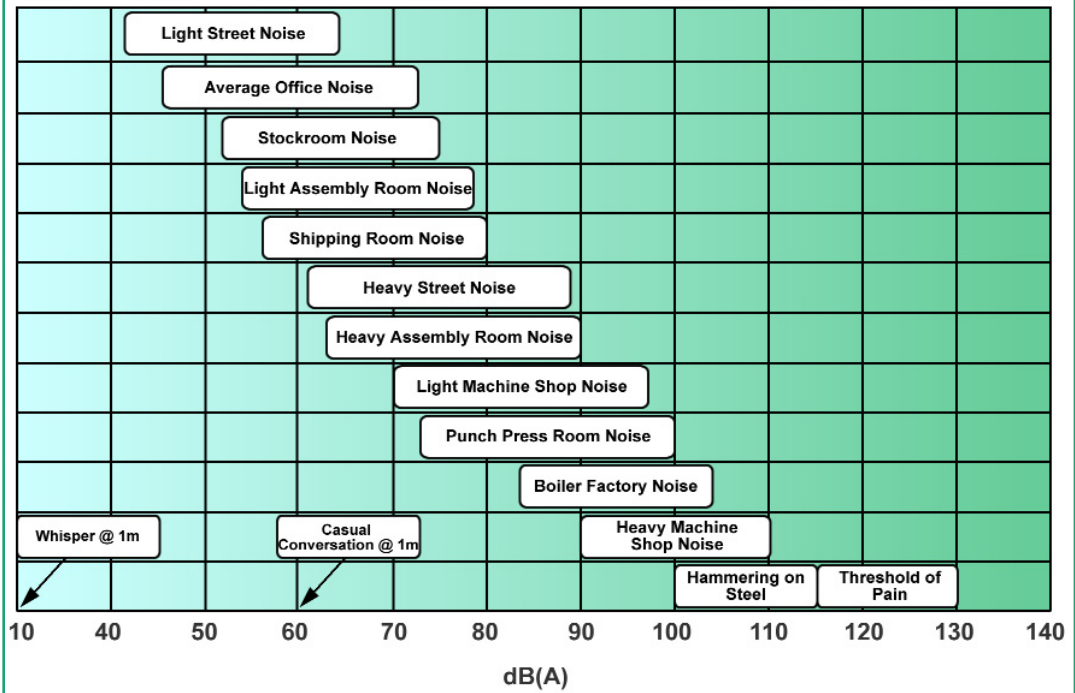 Light Street Noise
Average Office Noise
Stockroom Noise
Light Assembly Room Noise
Shipping Room Noise
Heavy Street Noise
Heavy Assembly Room Noise
Light Machine Shop Noise
Punch Press Room Noise
Boiler Factory Noise
Whisper @ 1m
Casual
Conversation @ 1m
Heavy Machine
Shop Noise
Hammering on
Steel
Threshold of
Pain
10 40 50 60 70 80 90 100 110 120 130 140
dB(A)